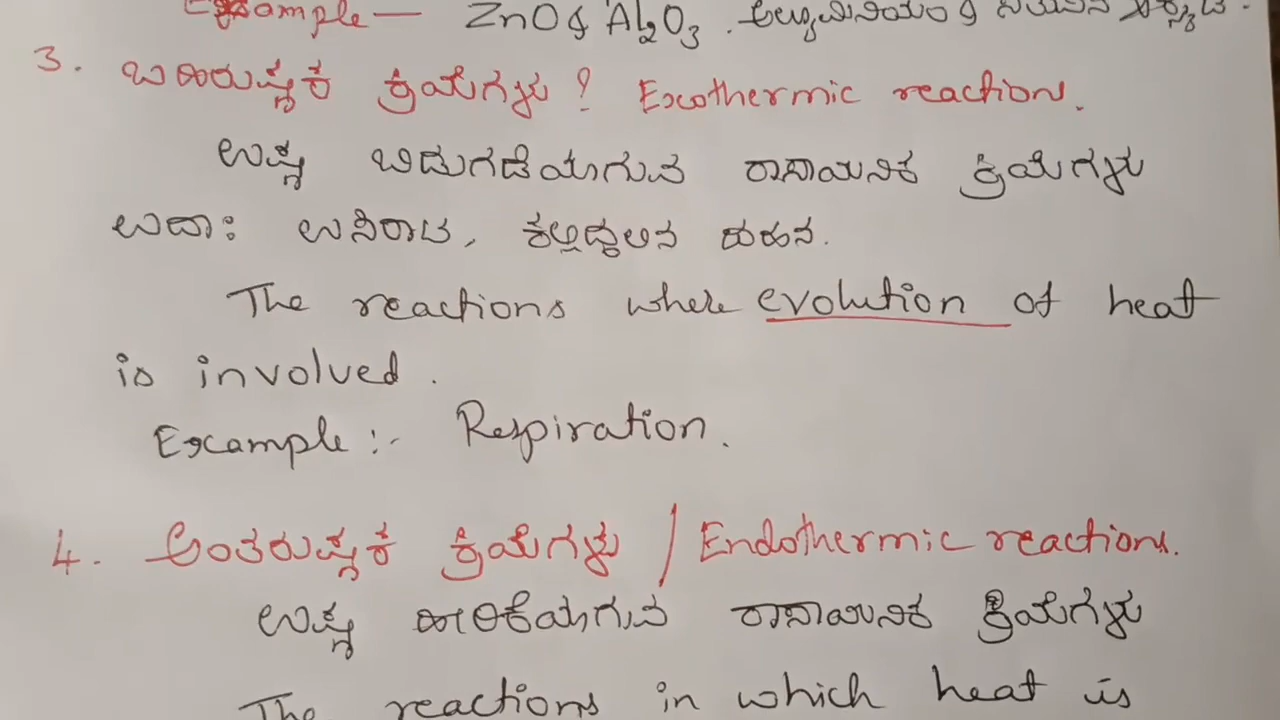 Example — ZnO & Al₂O₃.
3. ಬಹಿರುಷ್ಣಕ ಕ್ರಿಯೆಗಳು ? Exothermic reaction.
ಉಷ್ಣ ಬಿಡುಗಡೆಯಾಗುವ ರಾಸಾಯನಿಕ ಕ್ರಿಯೆಗಳು
ಉದಾಃ ಉಸಿರಾಟ, ಕಲ್ಲಿದ್ದಲಿನ ದಹನ.
The reactions where evolution of heat
is involved.
Example :- Respiration.
4. ಅಂತರುಷ್ಣಕ ಕ್ರಿಯೆಗಳು / Endothermic reactions.
ಉಷ್ಣ ಹೀರಿಕೆಯಾಗುವ ರಾಸಾಯನಿಕ ಕ್ರಿಯೆಗಳು
The reactions in which heat is